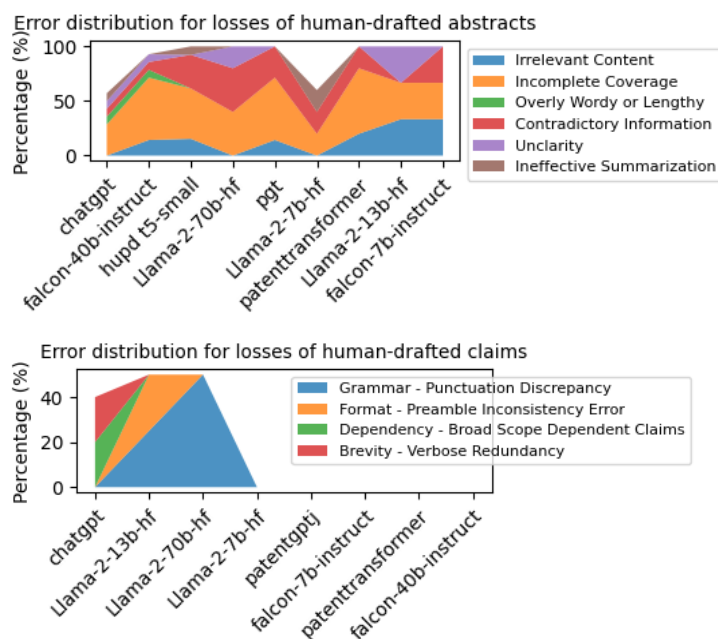 Error distribution for losses of human-drafted abstracts
Percentage (%)
100
50
0
Irrelevant Content
Incomplete Coverage
Overly Wordy or Lengthy
Contradictory Information
Unclarity
Ineffective Summarization
chatgpt
falcon-40b-instruct
hupd t5-small
Llama-2-70b-hf
pgt
Llama-2-7b-hf
patenttransformer
Llama-2-13b-hf
falcon-7b-instruct
Error distribution for losses of human-drafted claims
Percentage (%)
40
20
0
Grammar - Punctuation Discrepancy
Format - Preamble Inconsistency Error
Dependency - Broad Scope Dependent Claims
Brevity - Verbose Redundancy
chatgpt
Llama-2-13b-hf
Llama-2-70b-hf
Llama-2-7b-hf
patentgptj
falcon-7b-instruct
patenttransformer
falcon-40b-instruct